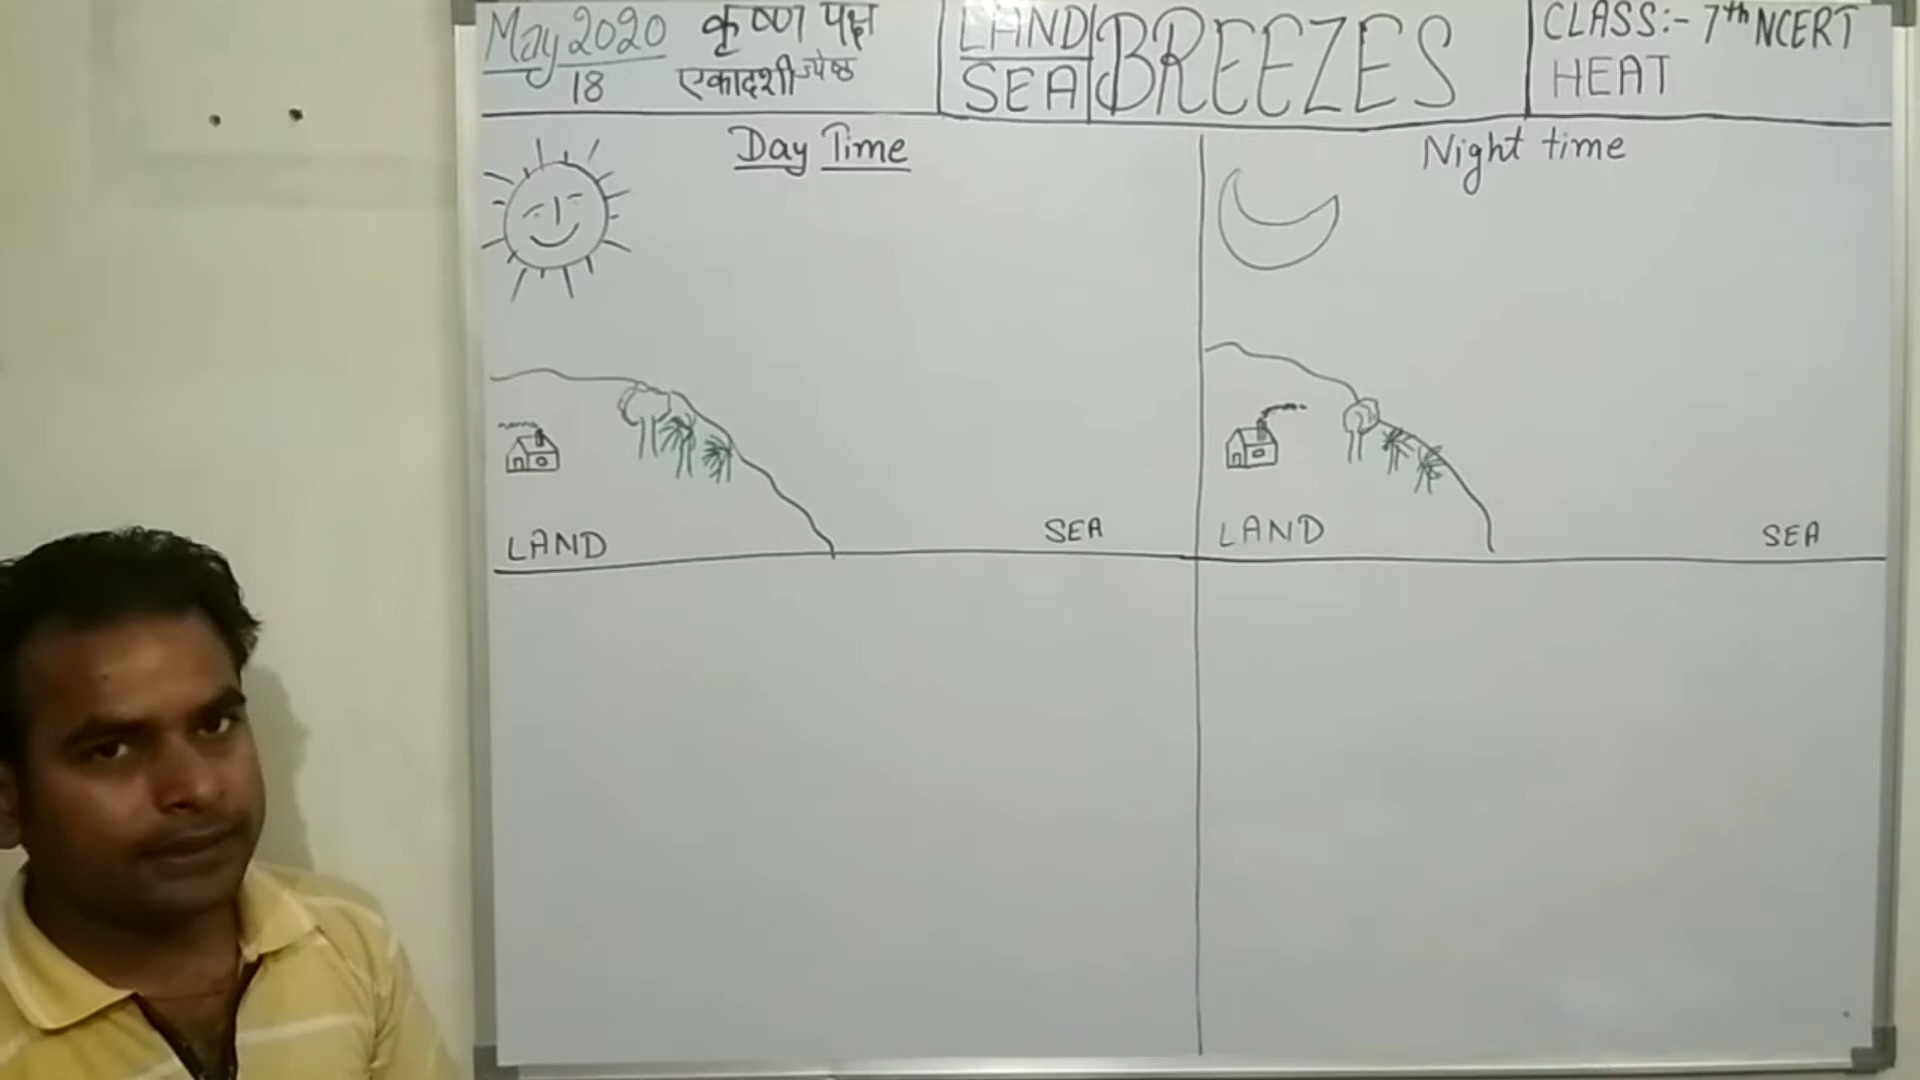 May 2020 कृष्ण पक्ष
18 एकादशी ज्येष्ठ
LAND
SEA
BREEZES
CLASS:- 7th NCERT
HEAT
Day Time
Night time
LAND
SEA
LAND
SEA